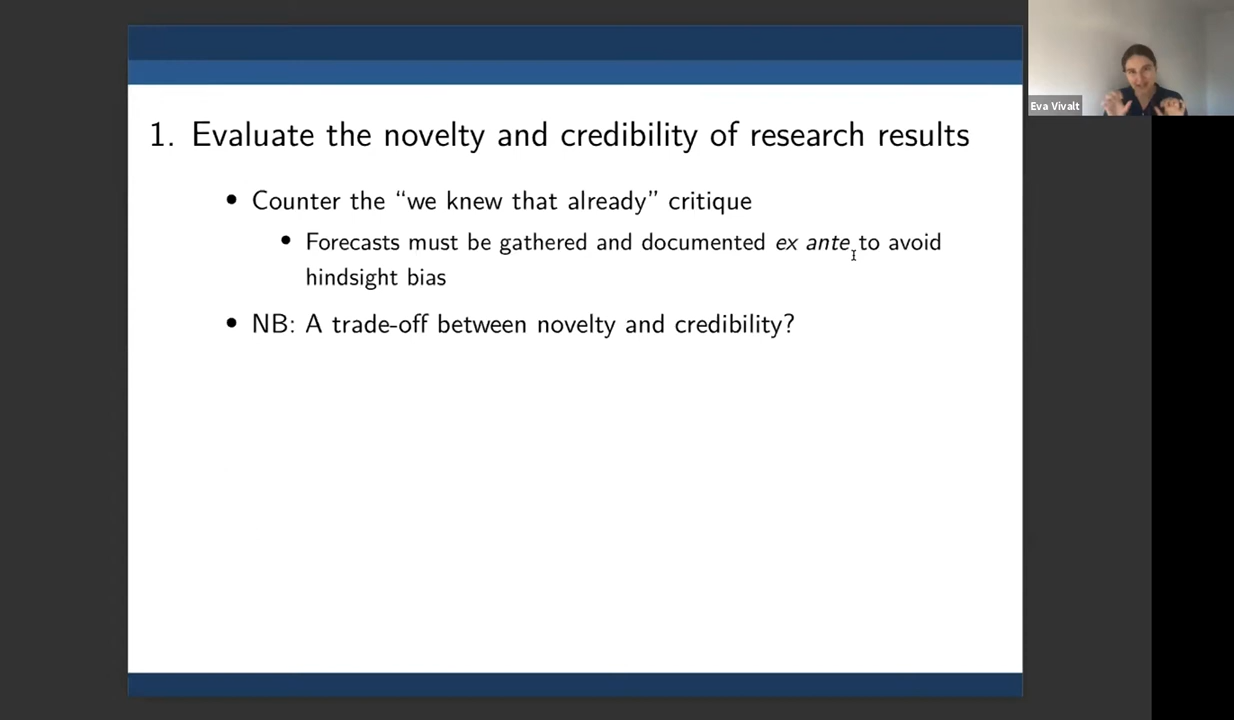 1. Evaluate the novelty and credibility of research results
• Counter the “we knew that already” critique
• Forecasts must be gathered and documented ex ante to avoid
hindsight bias
• NB: A trade-off between novelty and credibility?
Eva Vivalt